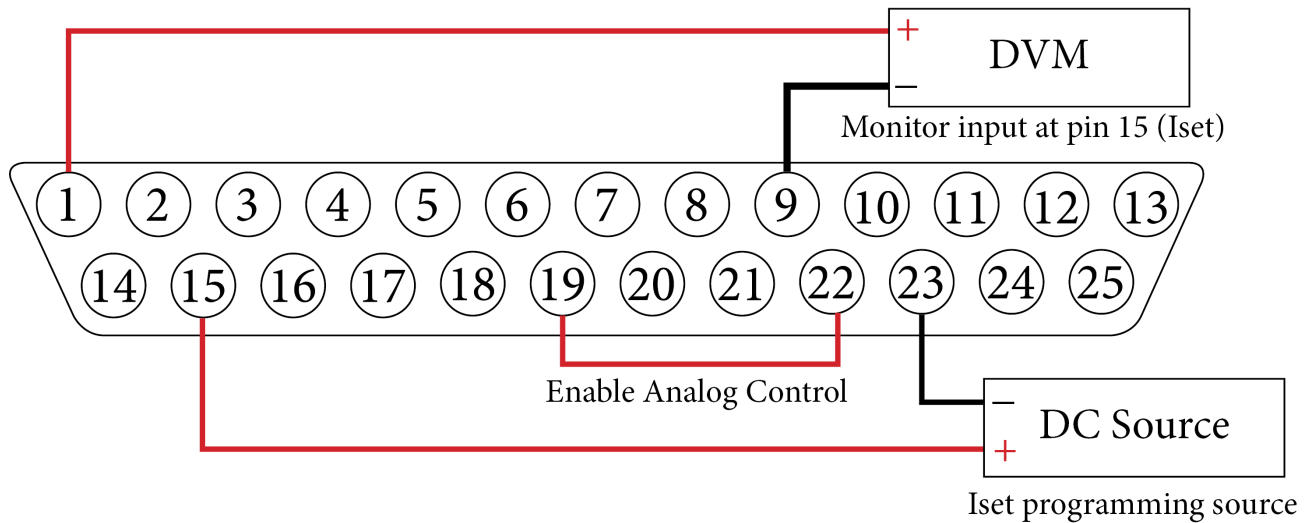 +
DVM
−
Monitor input at pin 15 (Iset)
1 2 3 4 5 6 7 8 9 10 11 12 13
14 15 16 17 18 19 20 21 22 23 24 25
Enable Analog Control
−
DC Source
+
Iset programming source